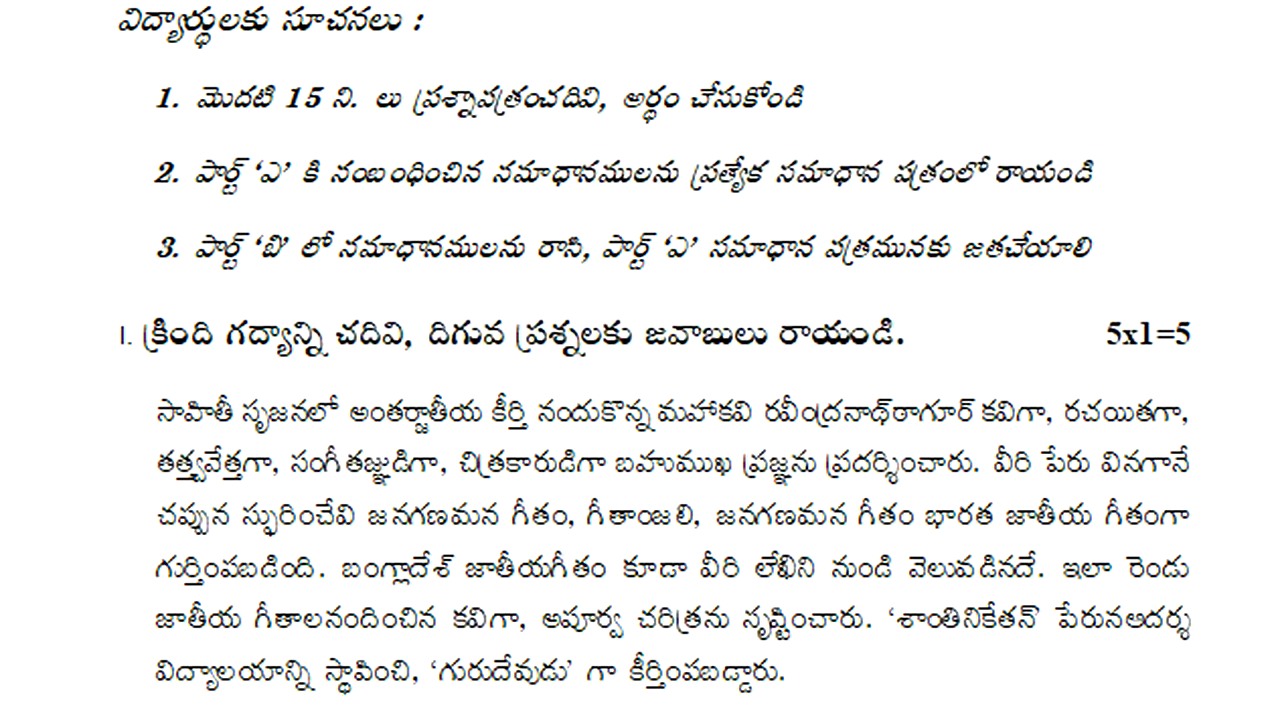 విద్యార్థులకు సూచనలు :
1. మొదటి 15 ని. లు ప్రశ్నాపత్రంచదివి, అర్థం చేసుకోండి
2. పార్ట్ ‘ఎ’ కి సంబంధించిన సమాధానములను ప్రత్యేక సమాధాన పత్రంలో రాయండి
3. పార్ట్ ‘బి’ లో సమాధానములను రాసి, పార్ట్ ‘ఎ’ సమాధాన పత్రమునకు జతచేయాలి
I. క్రింది గద్యాన్ని చదివి, దిగువ ప్రశ్నలకు జవాబులు రాయండి. 5x1=5
సాహితీ సృజనలో అంతర్జాతీయ కీర్తి నందుకొన్న మహాకవి రవీంద్రనాథ్‌ఠాగూర్ కవిగా, రచయితగా,
తత్త్వవేత్తగా, సంగీతజ్ఞుడిగా, చిత్రకారుడిగా బహుముఖ ప్రజ్ఞను ప్రదర్శించారు. వీరి పేరు వినగానే
చప్పున స్ఫురించేవి జనగణమన గీతం, గీతాంజలి, జనగణమన గీతం భారత జాతీయ గీతంగా
గుర్తింపబడింది. బంగ్లాదేశ్ జాతీయగీతం కూడా వీరి లేఖిని నుండి వెలువడినదే. ఇలా రెండు
జాతీయ గీతాలనందించిన కవిగా, అపూర్వ చరిత్రను సృష్టించారు. ‘శాంతినికేతన్’ పేరునఆదర్శ
విద్యాలయాన్ని స్థాపించి, ‘గురుదేవుడు’ గా కీర్తింపబడ్డారు.